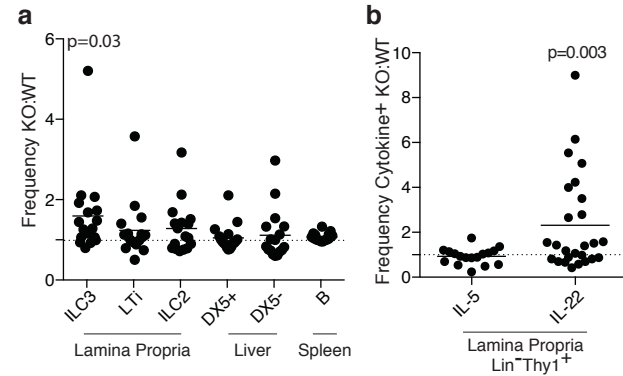 a
p=0.03
Frequency KO:WT
6
4
2
0
ILC3
LTi
ILC2
DX5+
DX5-
B
Lamina Propria
Liver
Spleen
b
p=0.003
Frequency Cytokine+ KO:WT
10
8
6
4
2
0
IL-5
IL-22
Lamina Propria
Lin⁻Thy1⁺